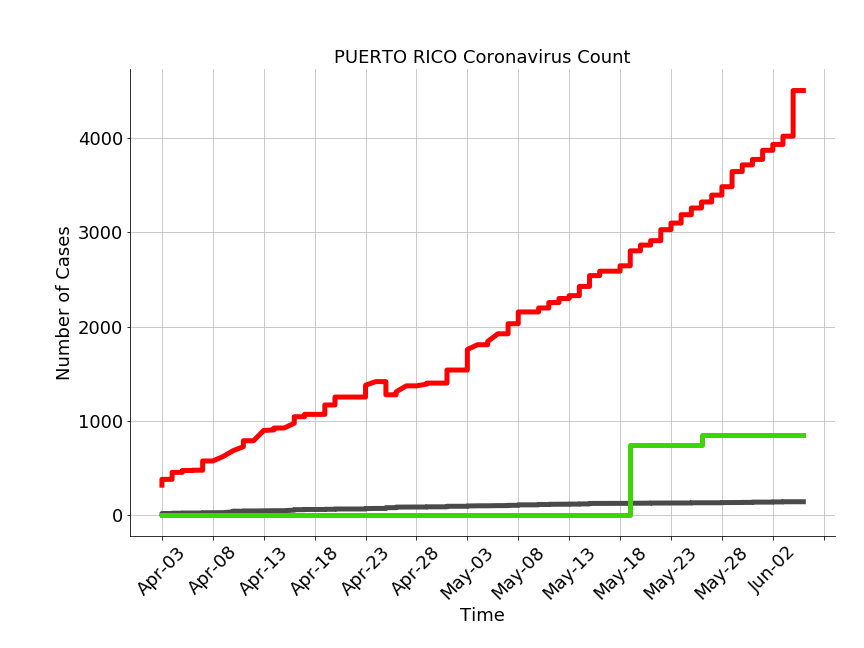 PUERTO RICO Coronavirus Count
Number of Cases
4000
3000
2000
1000
0
Apr-03
Apr-08
Apr-13
Apr-18
Apr-23
Apr-28
May-03
May-08
May-13
May-18
May-23
May-28
Jun-02
Time